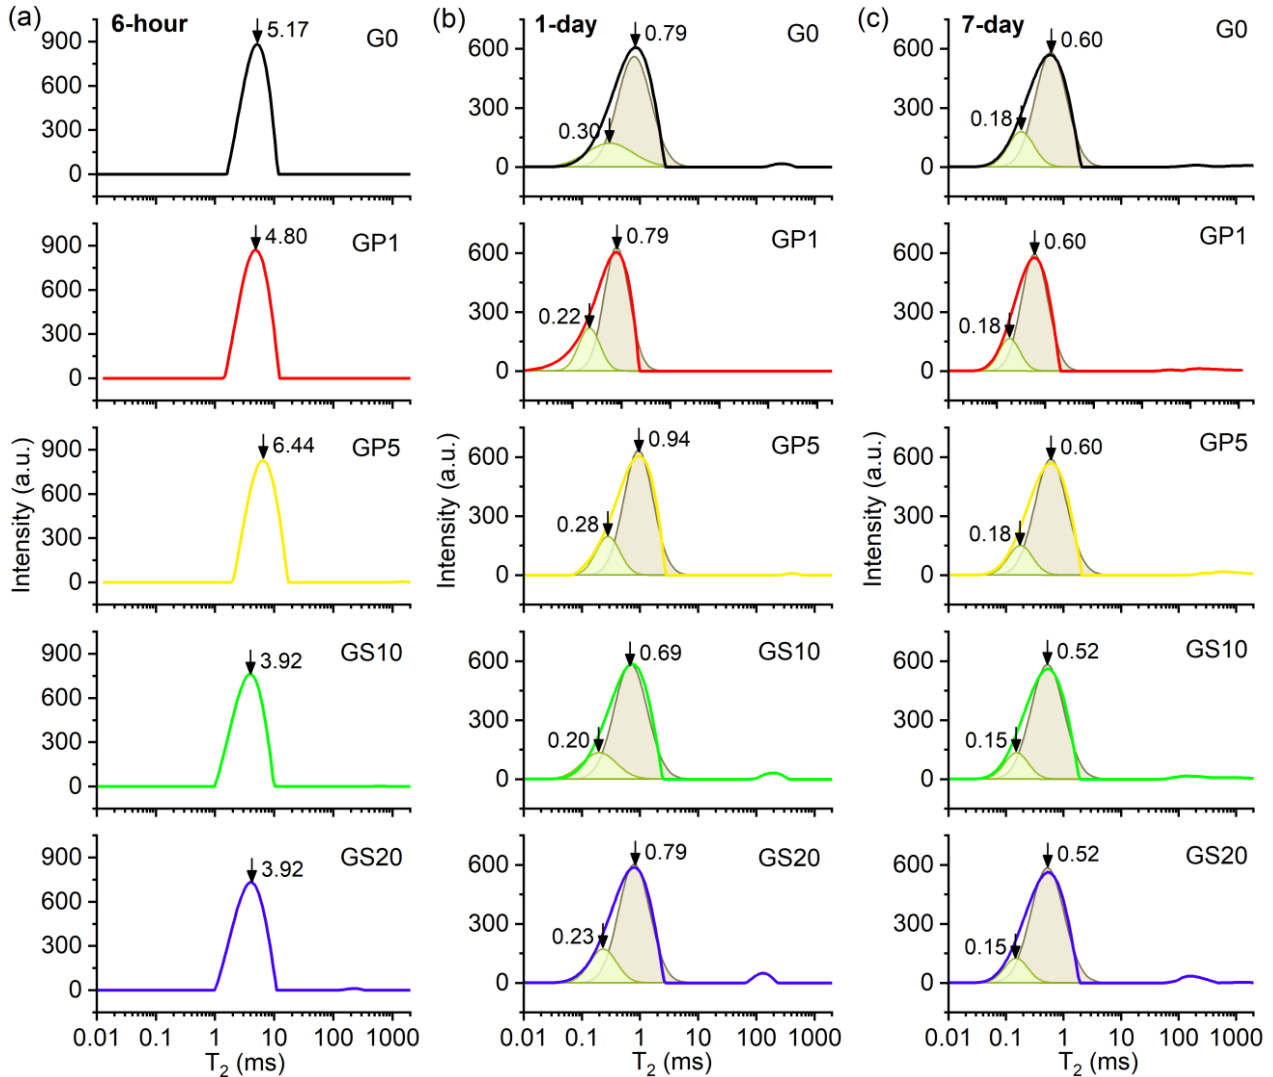 (a)
6-hour
5.17
G0
900
600
300
0
4.80
GP1
900
600
300
0
6.44
GP5
900
600
300
0
3.92
GS10
900
600
300
0
3.92
GS20
900
600
300
0
Intensity (a.u.)
0.01 0.1 1 10 100 1000
T2 (ms)
(b)
1-day
0.79
G0
0.30
600
300
0
0.79
GP1
0.22
600
300
0
0.94
GP5
0.28
600
300
0
0.69
GS10
0.20
600
300
0
0.79
GS20
0.23
600
300
0
Intensity (a.u.)
0.01 0.1 1 10 100 1000
T2 (ms)
(c)
7-day
0.60
G0
0.18
600
300
0
0.60
GP1
0.18
600
300
0
0.60
GP5
0.18
600
300
0
0.52
GS10
0.15
600
300
0
0.52
GS20
0.15
600
300
0
Intensity (a.u.)
0.01 0.1 1 10 100 1000
T2 (ms)